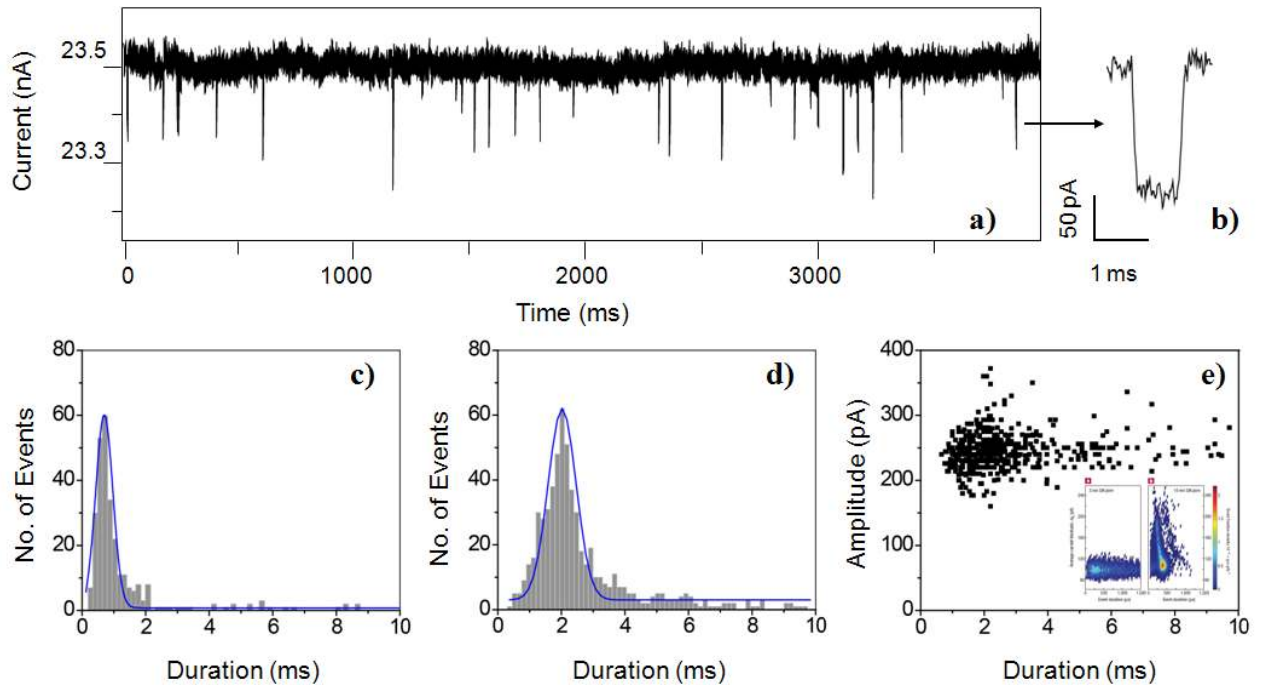 Current (nA)
23.5
23.3
a)
0
1000
2000
3000
Time (ms)
50 pA
1 ms
b)
No. of Events
80
60
40
20
0
c)
0
2
4
6
8
10
Duration (ms)
No. of Events
80
60
40
20
0
d)
0
2
4
6
8
10
Duration (ms)
Amplitude (pA)
400
300
200
100
0
e)
0
2
4
6
8
10
Duration (ms)